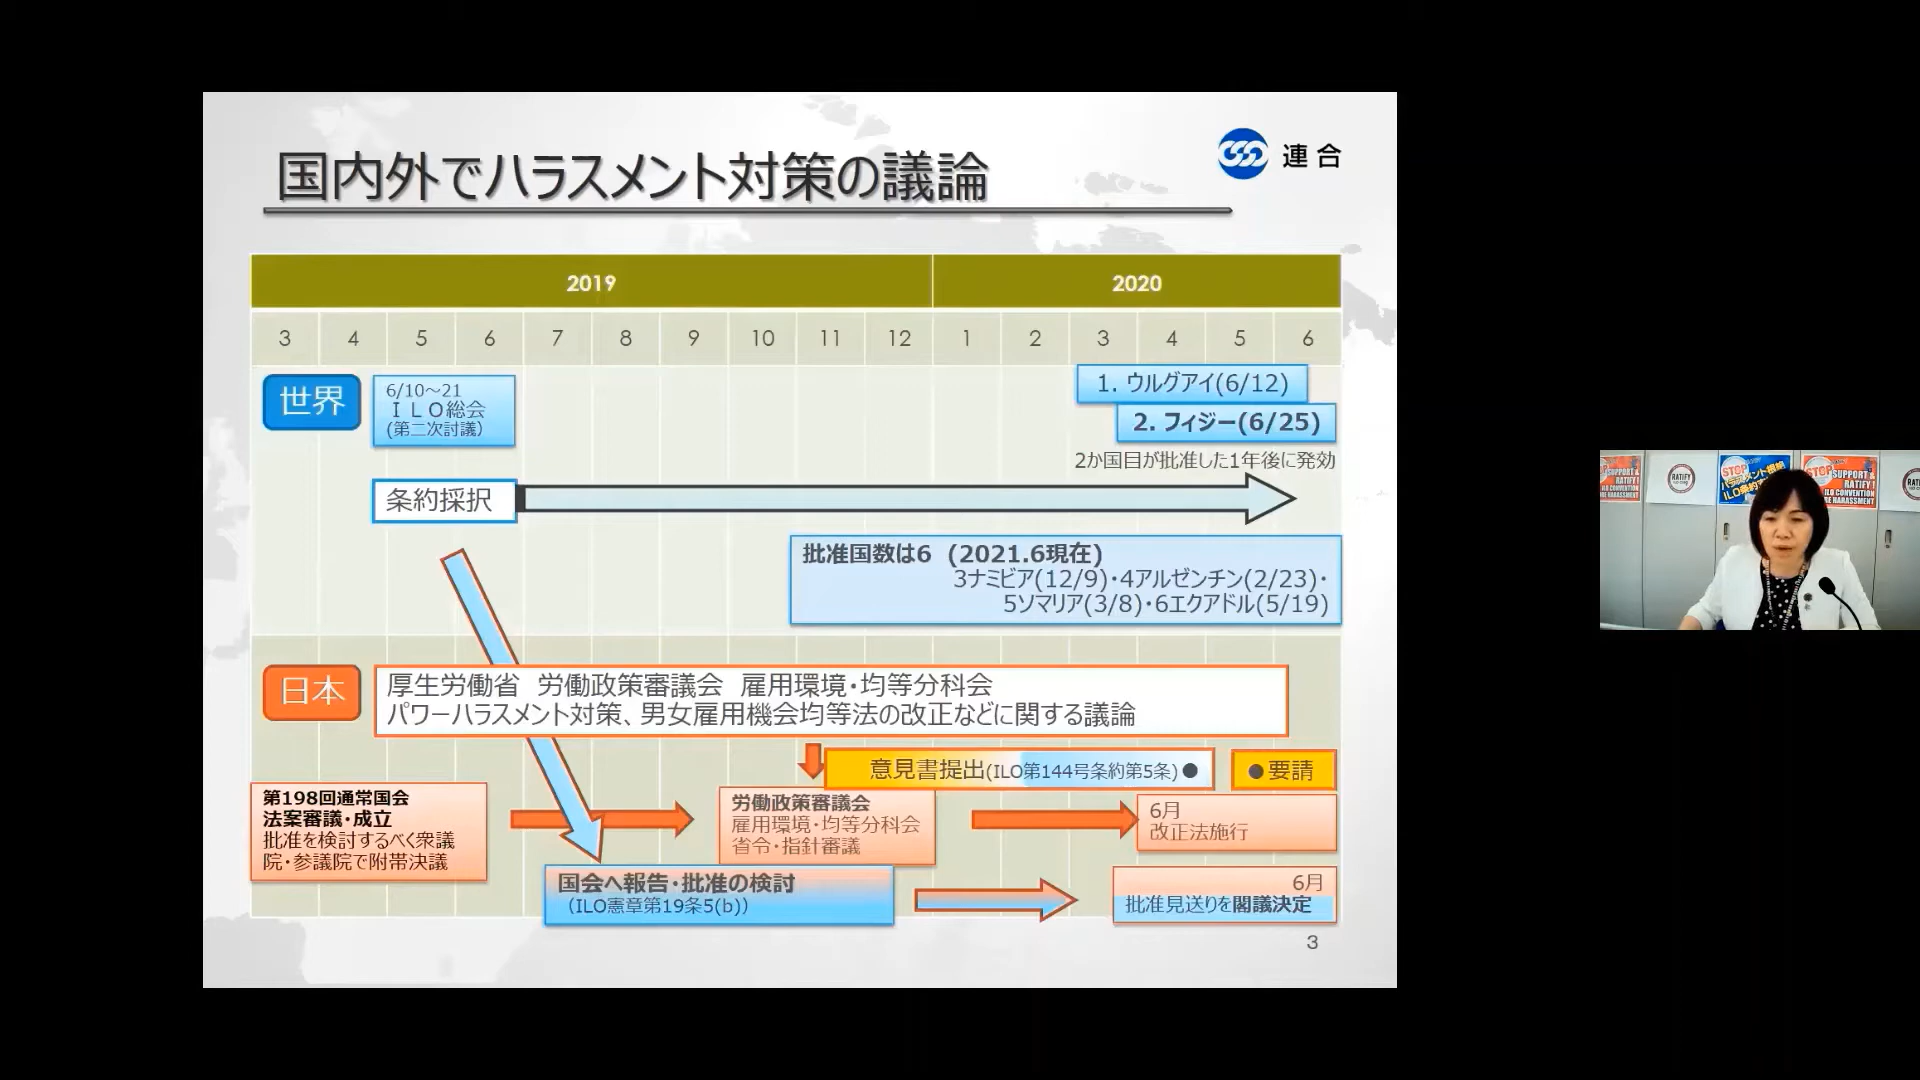 国内外でハラスメント対策の議論
連合
2019
2020
3 4 5 6 7 8 9 10 11 12 1 2 3 4 5 6
世界
6/10～21
ＩＬＯ総会
(第二次討議)
1. ウルグアイ(6/12)
2. フィジー(6/25)
2か国目が批准した1年後に発効
条約採択
批准国数は6 (2021.6現在)
3ナミビア(12/9)・4アルゼンチン(2/23)・
5ソマリア(3/8)・6エクアドル(5/19)
日本
厚生労働省 労働政策審議会 雇用環境・均等分科会
パワーハラスメント対策、男女雇用機会均等法の改正などに関する議論
意見書提出(ILO第144号条約第5条)●
●要請
第198回通常国会
法案審議・成立
批准を検討するべく衆議
院・参議院で附帯決議
労働政策審議会
雇用環境・均等分科会
省令・指針審議
6月
改正法施行
国会へ報告・批准の検討
（ILO憲章第19条5(b)）
6月
批准見送りを閣議決定
3
RATIFY
STOP
ハラスメント根絶
STOP
SUPPORT &
RATIFY!
ILO CONVENTION
HARASSMENT